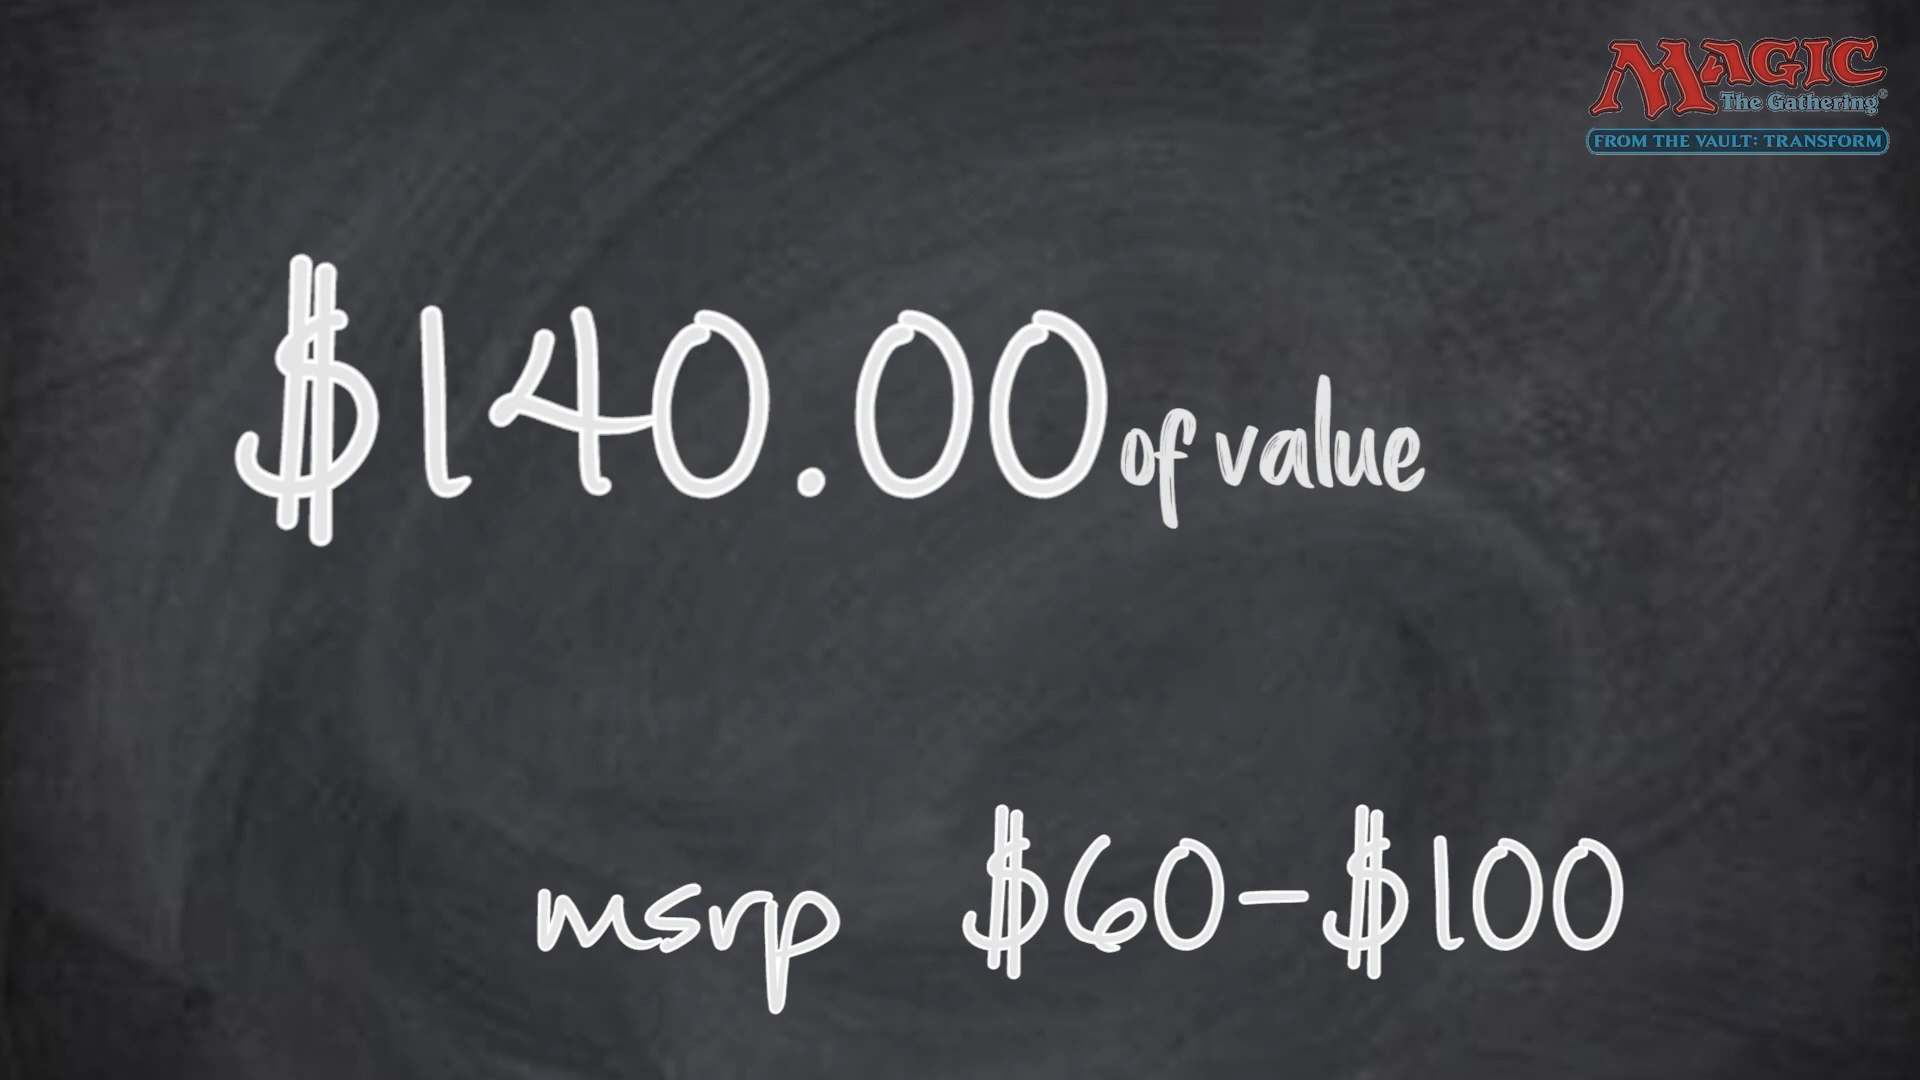 MAGIC
The Gathering®
FROM THE VAULT: TRANSFORM
$140.00 of value
msrp $60-$100